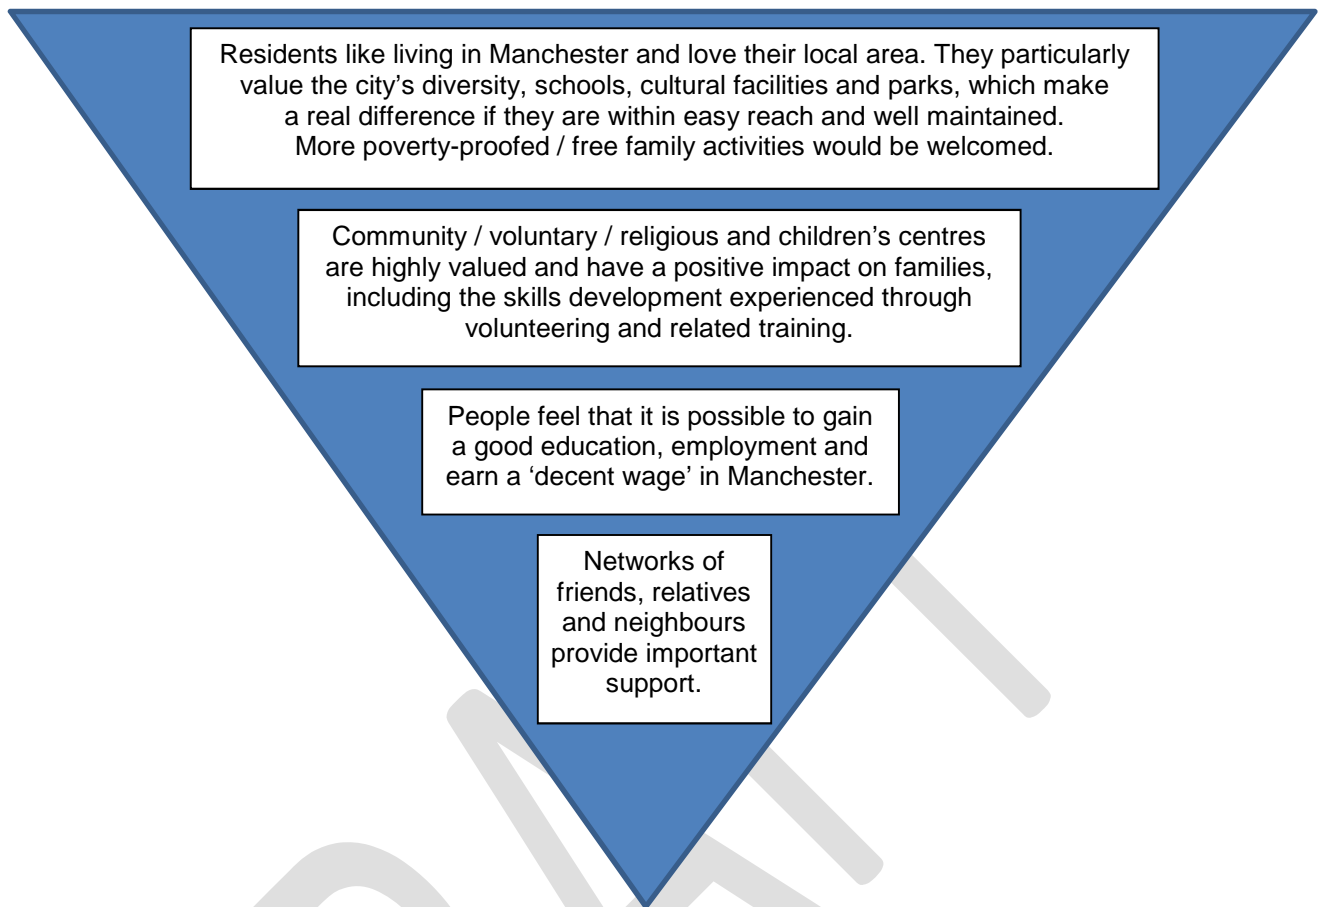 Residents like living in Manchester and love their local area. They particularly
value the city’s diversity, schools, cultural facilities and parks, which make
a real difference if they are within easy reach and well maintained.
More poverty-proofed / free family activities would be welcomed.
Community / voluntary / religious and children’s centres
are highly valued and have a positive impact on families,
including the skills development experienced through
volunteering and related training.
People feel that it is possible to gain
a good education, employment and
earn a ‘decent wage’ in Manchester.
Networks of
friends, relatives
and neighbours
provide important
support.